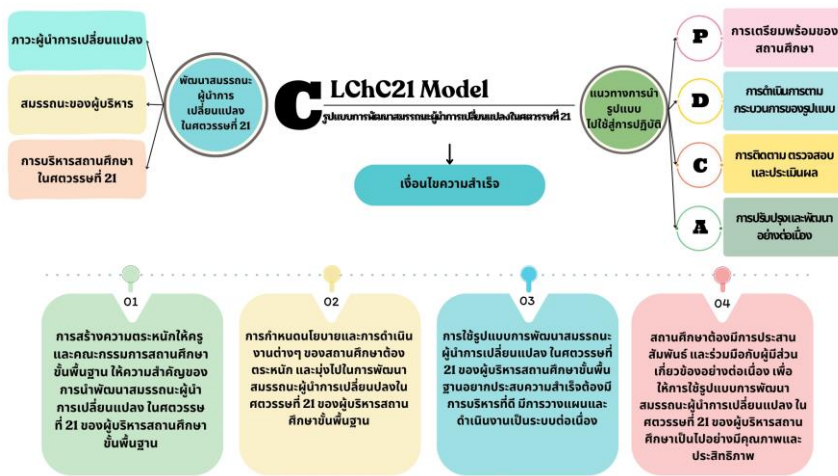 ภาวะผู้นำการเปลี่ยนแปลง
สมรรถนะของผู้บริหาร
การบริหารสถานศึกษา
ในศตวรรษที่ 21
พัฒนาสมรรถนะ
ผู้นำการ
เปลี่ยนแปลง
ในศตวรรษที่ 21
C LChC21 Model
รูปแบบการพัฒนาสมรรถนะผู้นำการเปลี่ยนแปลงในศตวรรษที่ 21
เงื่อนไขความสำเร็จ
แนวทางการนำ
รูปแบบ
ไปใช้สู่การปฏิบัติ
P
การเตรียมพร้อมของ
สถานศึกษา
D
การดำเนินการตาม
กระบวนการของรูปแบบ
C
การติดตาม ตรวจสอบ
และประเมินผล
A
การปรับปรุงและพัฒนา
อย่างต่อเนื่อง
01
การสร้างความตระหนักให้ครู
และคณะกรรมการสถานศึกษา
ขั้นพื้นฐาน ให้ความสำคัญของ
การนำพัฒนาสมรรถนะผู้นำ
การเปลี่ยนแปลง ในศตวรรษ
ที่ 21 ของผู้บริหารสถานศึกษา
ขั้นพื้นฐาน
02
การกำหนดนโยบายและการดำเนิน
งานต่างๆ ของสถานศึกษาต้อง
ตระหนัก และมุ่งไปในการพัฒนา
สมรรถนะผู้นำการเปลี่ยนปลงใน
ศตวรรษที่ 21 ของผู้บริหารสถาน
ศึกษาขั้นพื้นฐาน
03
การใช้รูปแบบการพัฒนาสมรรถนะ
ผู้นำการเปลี่ยนแปลง ในศตวรรษที่
21 ของผู้บริหารสถานศึกษาขั้นพื้น
ฐานอยากประสบความสำเร็จต้องมี
การบริหารที่ดี มีการวางแผนและ
ดำเนินงานเป็นระบบต่อเนื่อง
04
สถานศึกษาต้องมีการประสาน
สัมพันธ์ และร่วมมือกับผู้มีส่วน
เกี่ยวข้องอย่างต่อเนื่อง เพื่อ
ให้การใช้รูปแบบการพัฒนา
สมรรถนะผู้นำการเปลี่ยนแปลง ใน
ศตวรรษที่ 21 ของผู้บริหารสถาน
ศึกษาเป็นไปอย่างมีคุณภาพและ
ประสิทธิภาพ